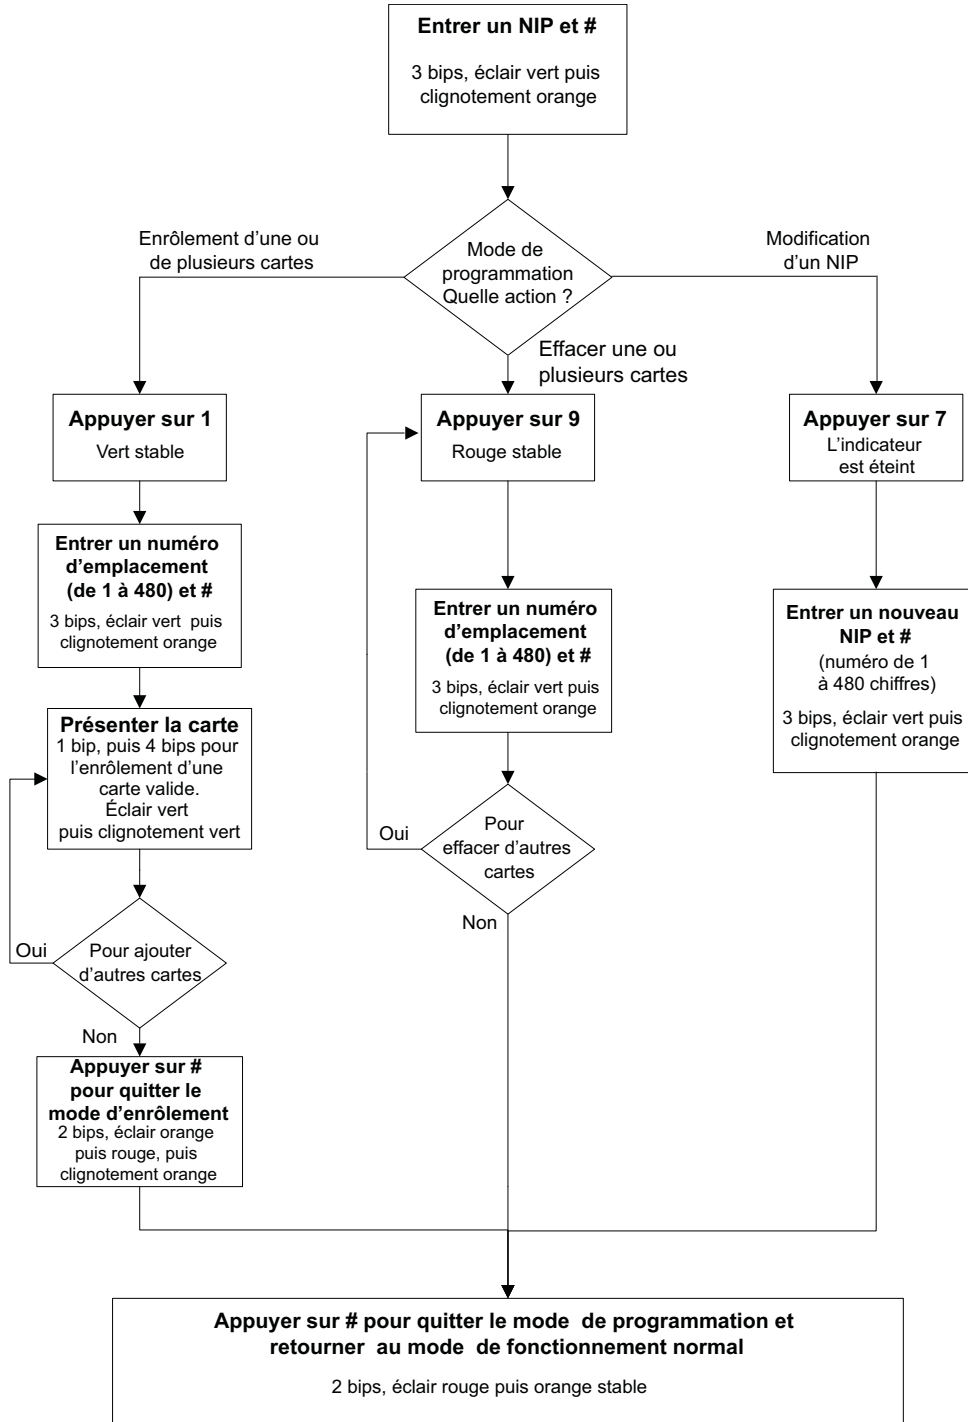 Entrer un NIP et #
3 bips, éclair vert puis
clignotement orange
Enrôlement d'une ou
de plusieurs cartes
Mode de
programmation
Quelle action ?
Modification
d'un NIP
Effacer une ou
plusieurs cartes
Appuyer sur 1
Vert stable
Appuyer sur 9
Rouge stable
Appuyer sur 7
L'indicateur
est éteint
Entrer un numéro
d'emplacement
(de 1 à 480) et #
3 bips, éclair vert puis
clignotement orange
Entrer un numéro
d'emplacement
(de 1 à 480) et #
3 bips, éclair vert puis
clignotement orange
Entrer un nouveau
NIP et #
(numéro de 1
à 480 chiffres)
3 bips, éclair vert puis
clignotement orange
Présenter la carte
1 bip, puis 4 bips pour
l'enrôlement d'une
carte valide.
Éclair vert
puis clignotement vert
Oui
Pour
effacer d'autres
cartes
Non
Oui
Pour ajouter
d'autres cartes
Non
Appuyer sur #
pour quitter le
mode d'enrôlement
2 bips, éclair orange
puis rouge, puis
clignotement orange
Appuyer sur # pour quitter le mode de programmation et
retourner au mode de fonctionnement normal
2 bips, éclair rouge puis orange stable